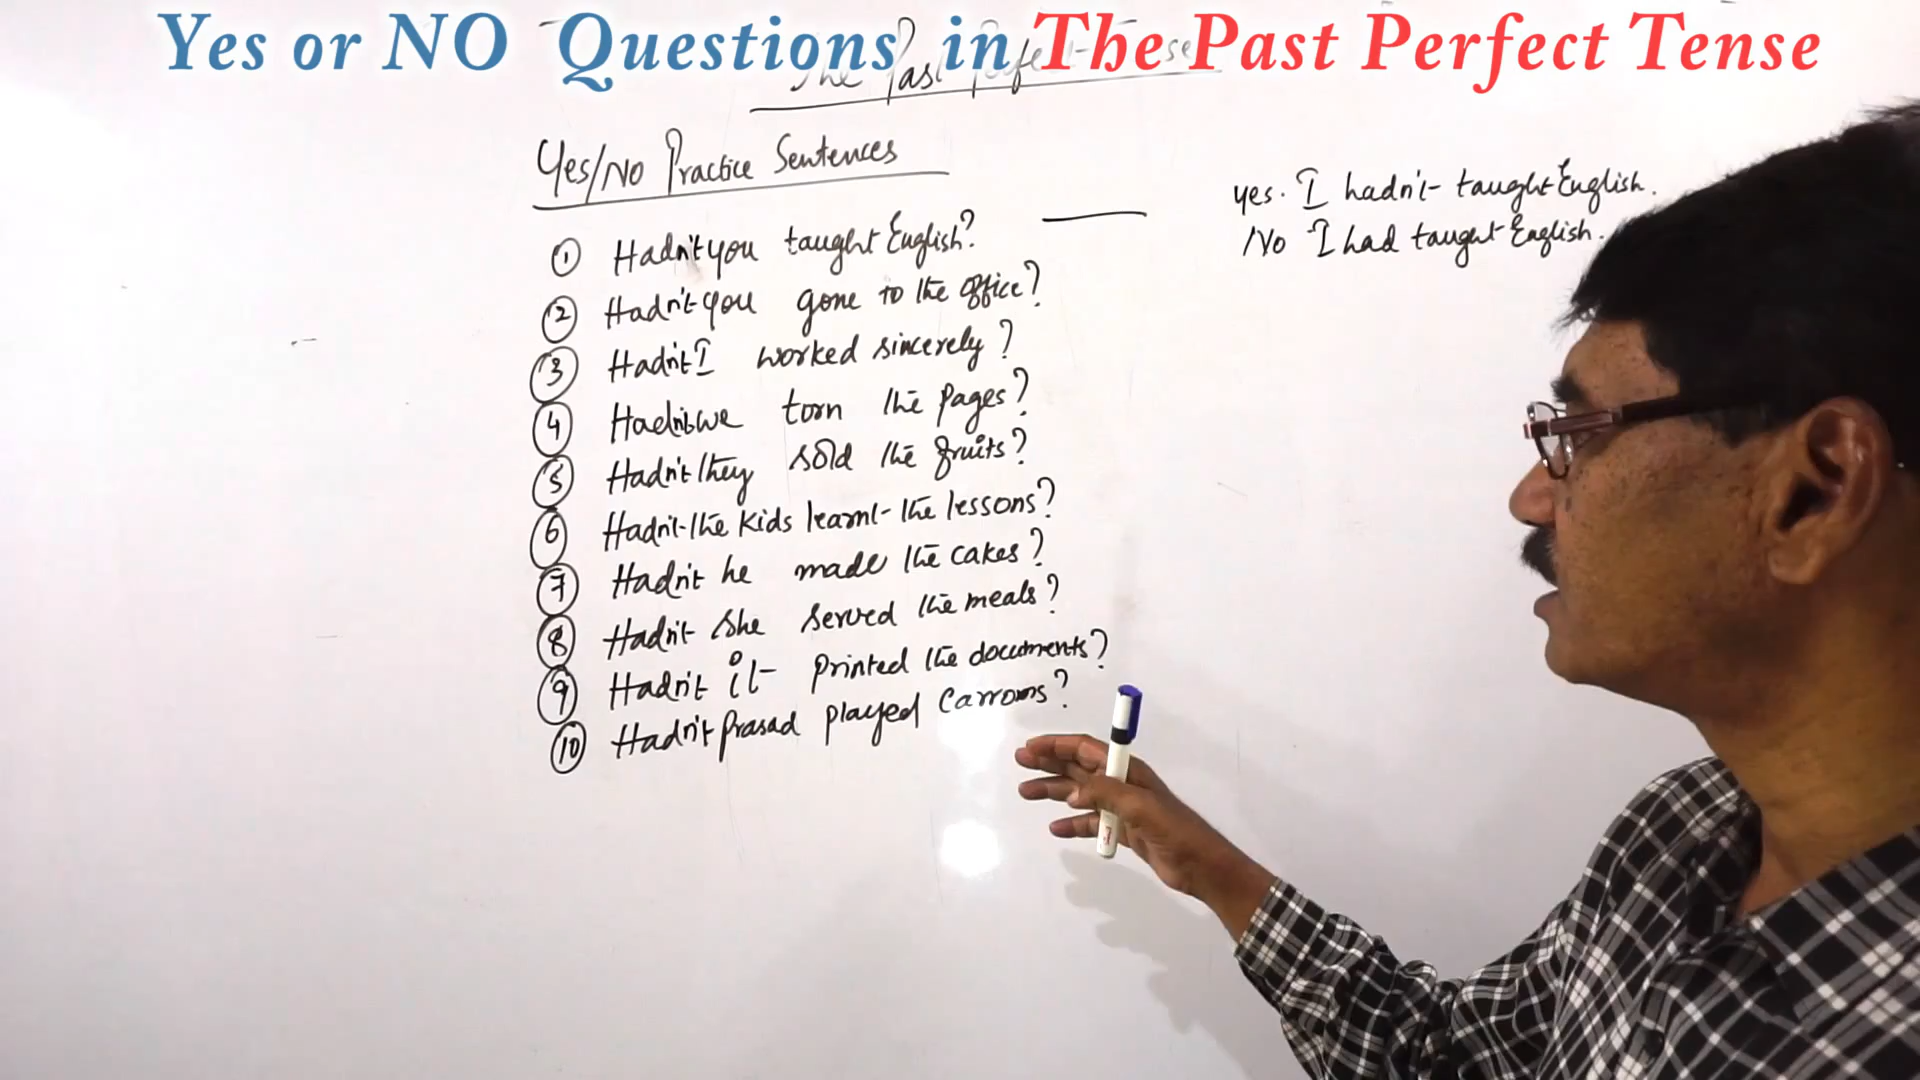 Yes or NO Questions in The Past Perfect Tense
The Past Perfect Tense
Yes/No Practice Sentences
yes. I hadn't taught English.
No I had taught English.
① Hadn't you taught English?
② Hadn't you gone to the office?
③ Hadn't I worked sincerely?
④ Hadn't we torn the pages?
⑤ Hadn't they sold the fruits?
⑥ Hadn't the kids learnt the lessons?
⑦ Hadn't he made the cakes?
⑧ Hadn't she served the meals?
⑨ Hadn't it printed the documents?
⑩ Hadn't Prasad played Carroms?